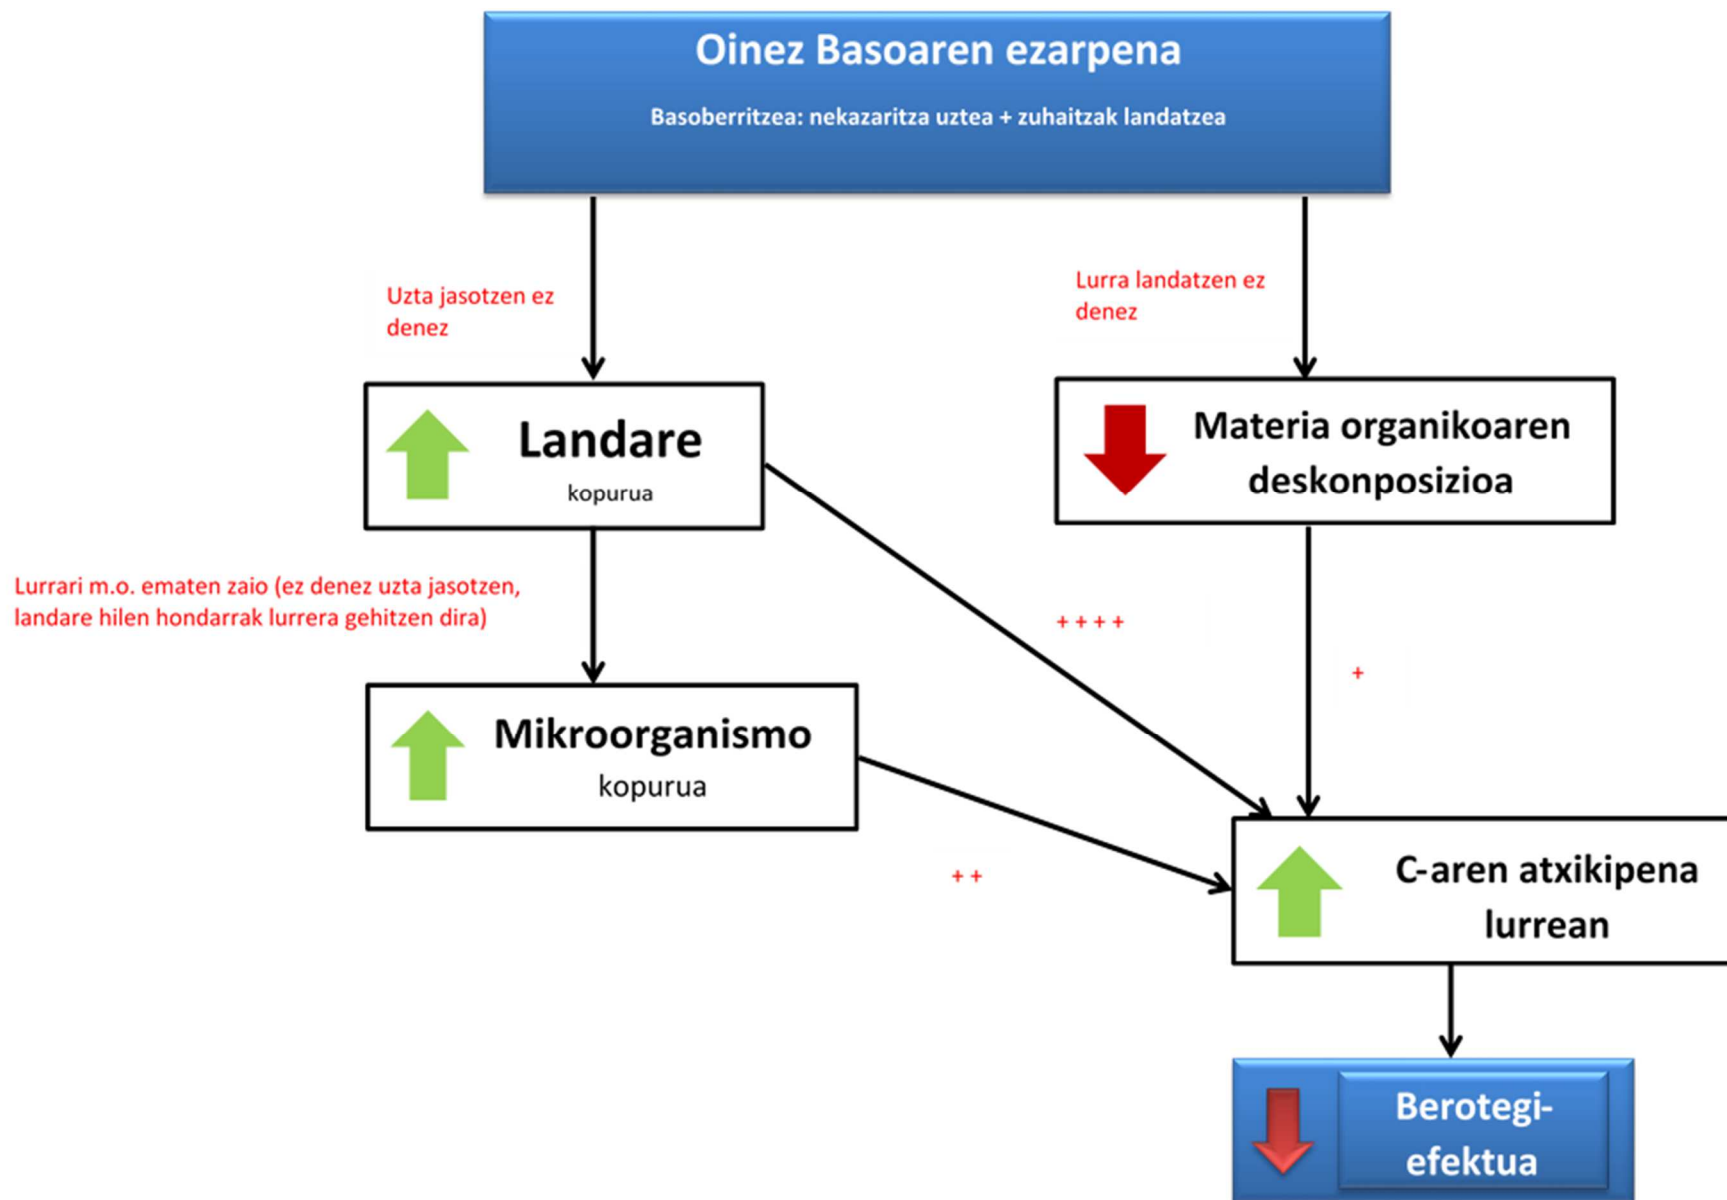 Oinez Basoaren ezarpena
Basoberritzea: nekazaritza uztea + zuhaitzak landatzea
Uzta jasotzen ez
denez
Lurra landatzen ez
denez
Landare
kopurua
Materia organikoaren
deskonposizioa
Lurrari m.o. ematen zaio (ez denez uzta jasotzen,
landare hilen hondarrak lurrera gehitzen dira)
++++
+
Mikroorganismo
kopurua
++
C-aren atxikipena
lurrean
Berotegi-
efektua